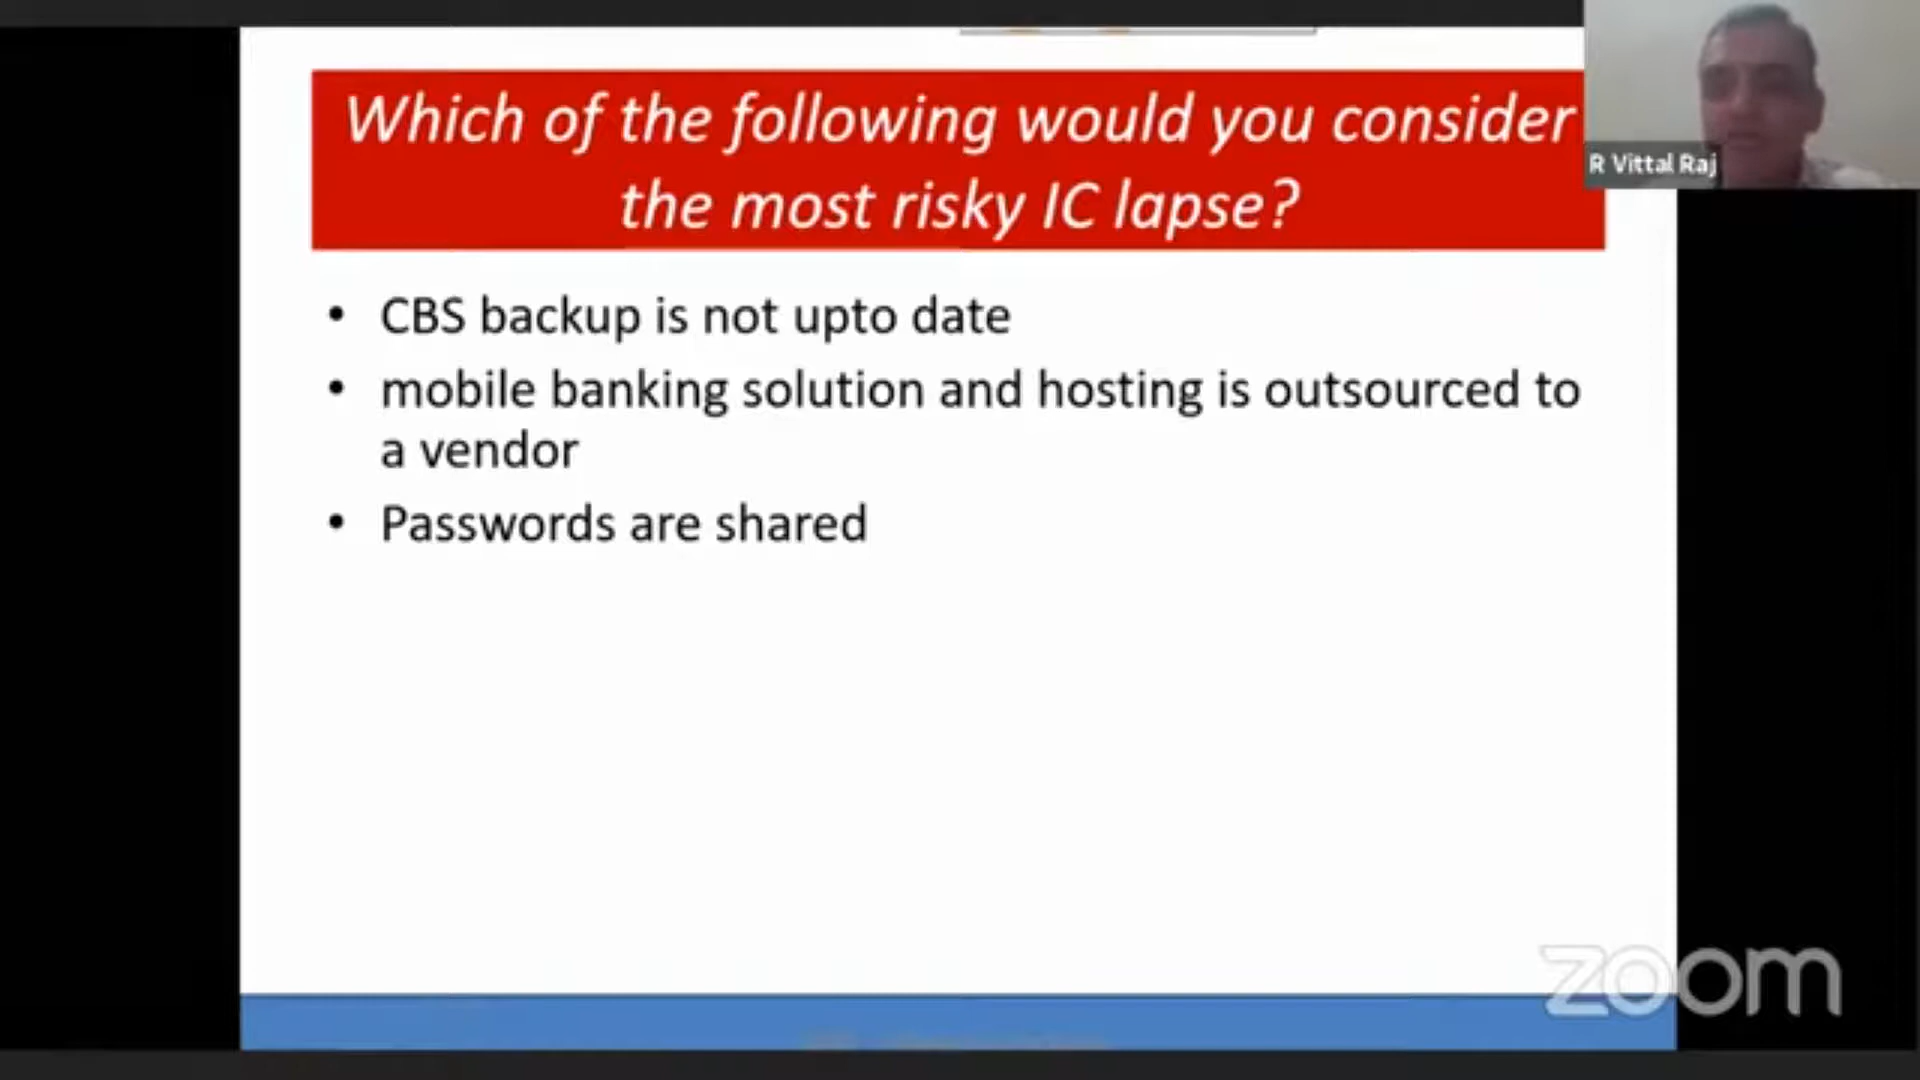 Which of the following would you consider
the most risky IC lapse?
R Vittal Raj
• CBS backup is not upto date
• mobile banking solution and hosting is outsourced to
a vendor
• Passwords are shared
zoom